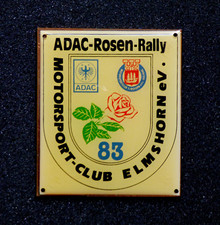 ADAC-Rosen-Rally
ADAC
83
MOTORSPORT-CLUB ELMSHORN eV.